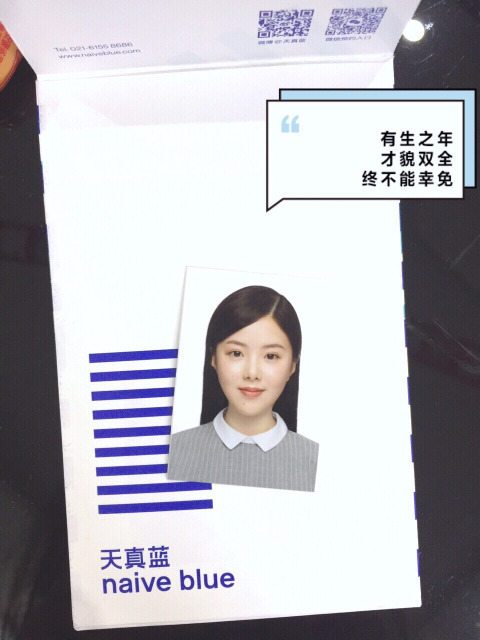 Tel 021-6155 8686
www.naiveblue.com
微博@天真蓝
微信预约入口
“
有生之年
才貌双全
终不能幸免
天真蓝
naive blue